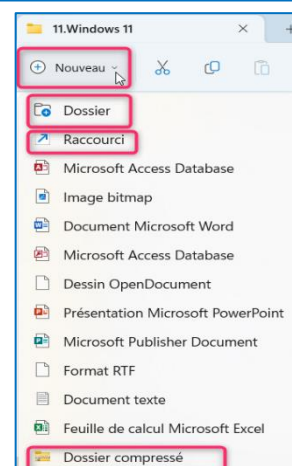 11.Windows 11
Nouveau
Dossier
Raccourci
Microsoft Access Database
Image bitmap
Document Microsoft Word
Microsoft Access Database
Dessin OpenDocument
Présentation Microsoft PowerPoint
Microsoft Publisher Document
Format RTF
Document texte
Feuille de calcul Microsoft Excel
Dossier compressé